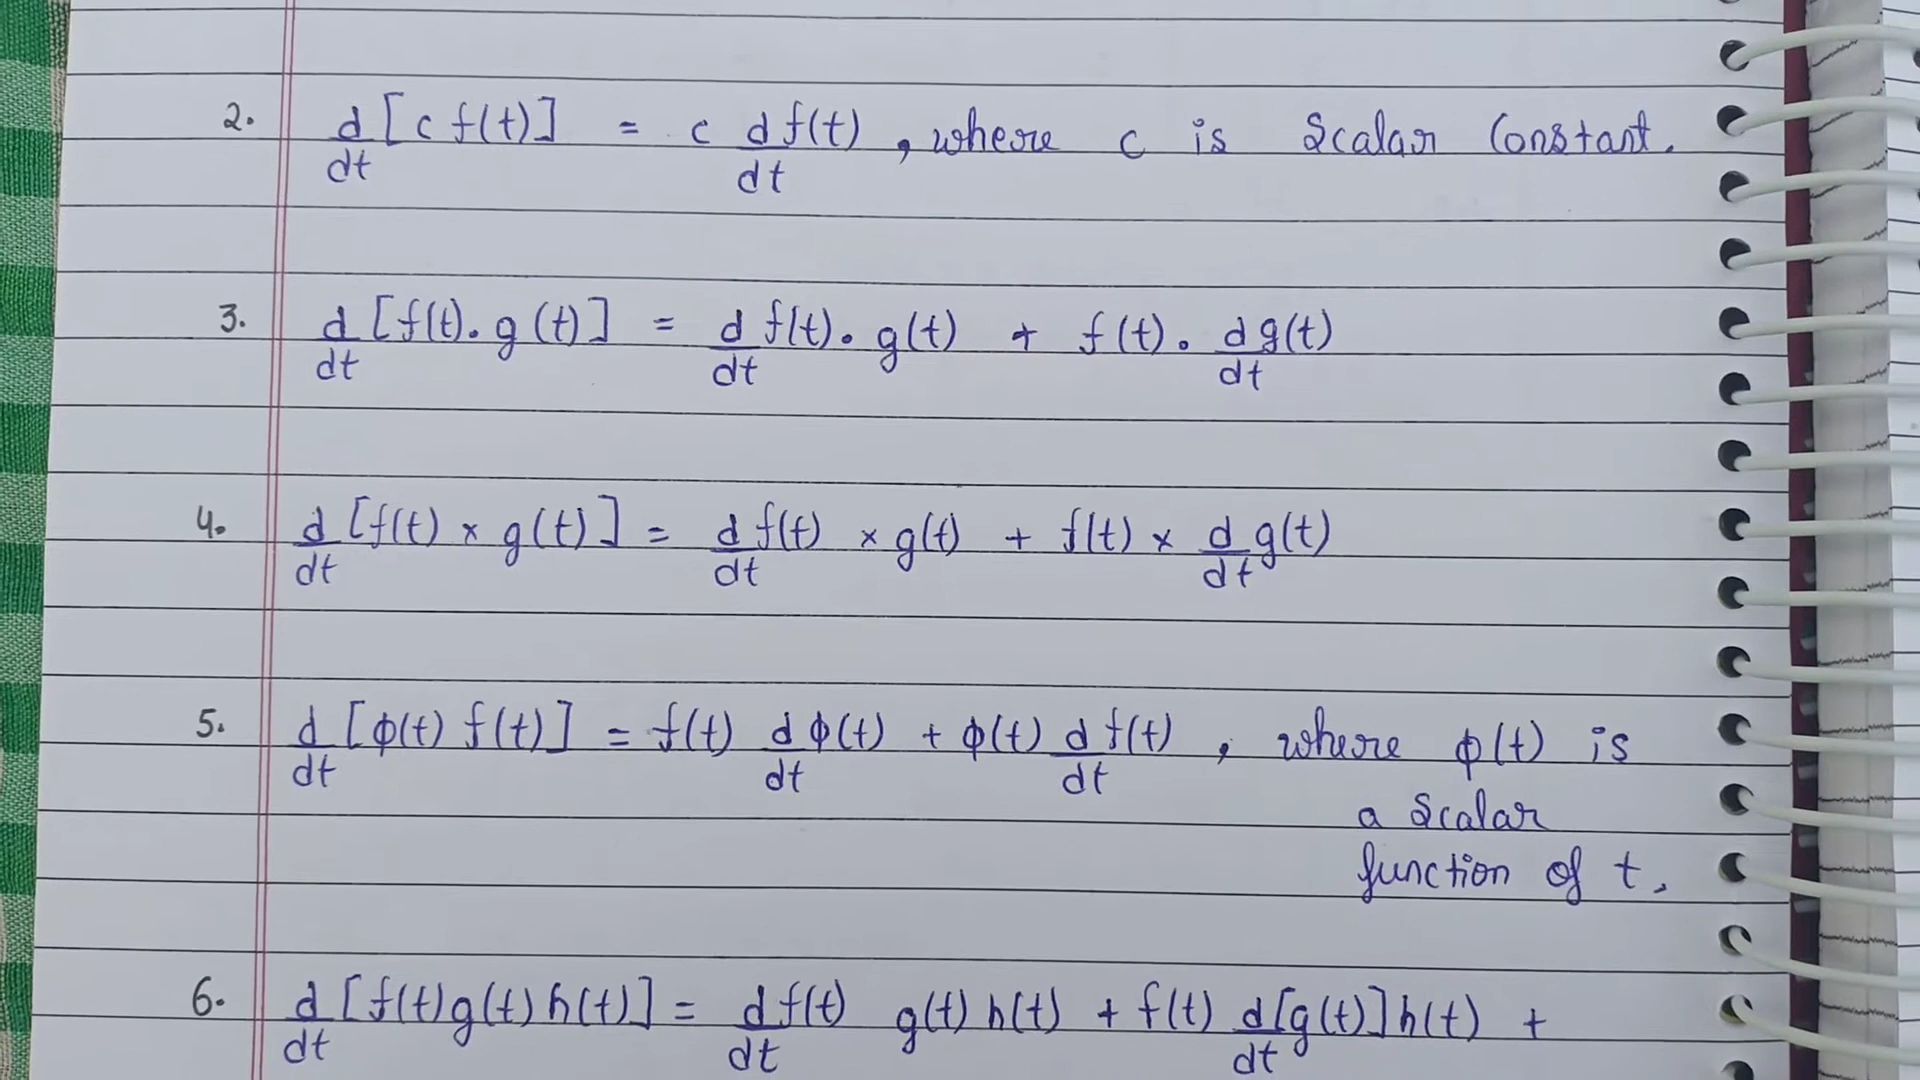 2. d/dt [c f(t)] = c d f(t)/dt , where c is Scalar Constant.
3. d/dt [f(t). g(t)] = d/dt f(t). g(t) + f(t). d g(t)/dt
4. d/dt [f(t) × g(t)] = d/dt f(t) × g(t) + f(t) × d/dt g(t)
5. d/dt [ϕ(t) f(t)] = f(t) d/dt ϕ(t) + ϕ(t) d/dt f(t) , where ϕ(t) is
a Scalar
function of t.
6. d/dt [f(t) g(t) h(t)] = d/dt f(t) g(t) h(t) + f(t) d/dt [g(t)] h(t) +